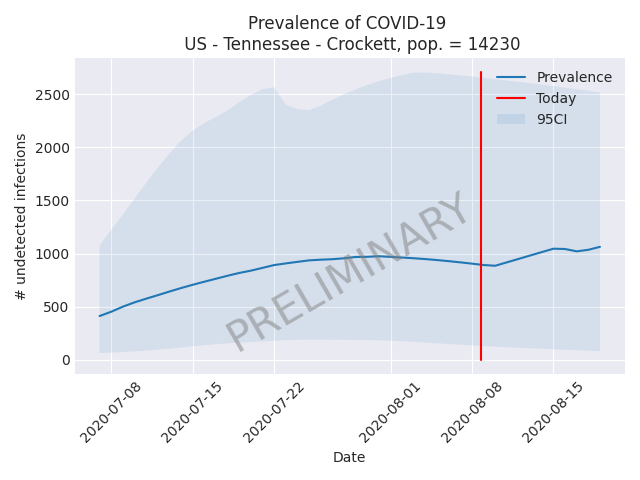 Prevalence of COVID-19
US - Tennessee - Crockett, pop. = 14230
Prevalence
Today
95CI
2500
2000
1500
1000
500
0
# undetected infections
PRELIMINARY
2020-07-08
2020-07-15
2020-07-22
2020-08-01
2020-08-08
2020-08-15
Date